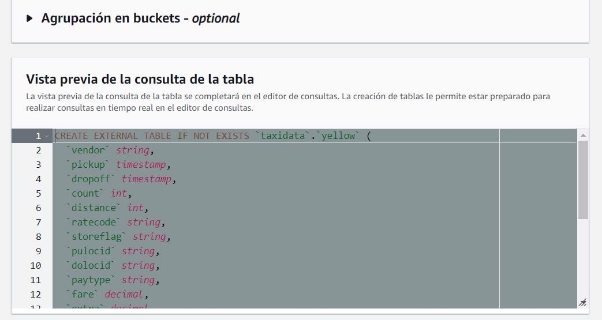 Agrupación en buckets - optional
Vista previa de la consulta de la tabla
La vista previa de la consulta de la tabla se completará en el editor de consultas. La creación de tablas le permite estar preparado para
realizar consultas en tiempo real en el editor de consultas.
1 CREATE EXTERNAL TABLE IF NOT EXISTS `taxidata`.`yellow` (
2 `vendor` string,
3 `pickup` timestamp,
4 `dropoff` timestamp,
5 `count` int,
6 `distance` int,
7 `ratecode` string,
8 `storeflag` string,
9 `pulocid` string,
10 `dolocid` string,
11 `paytype` string,
12 `fare` decimal,